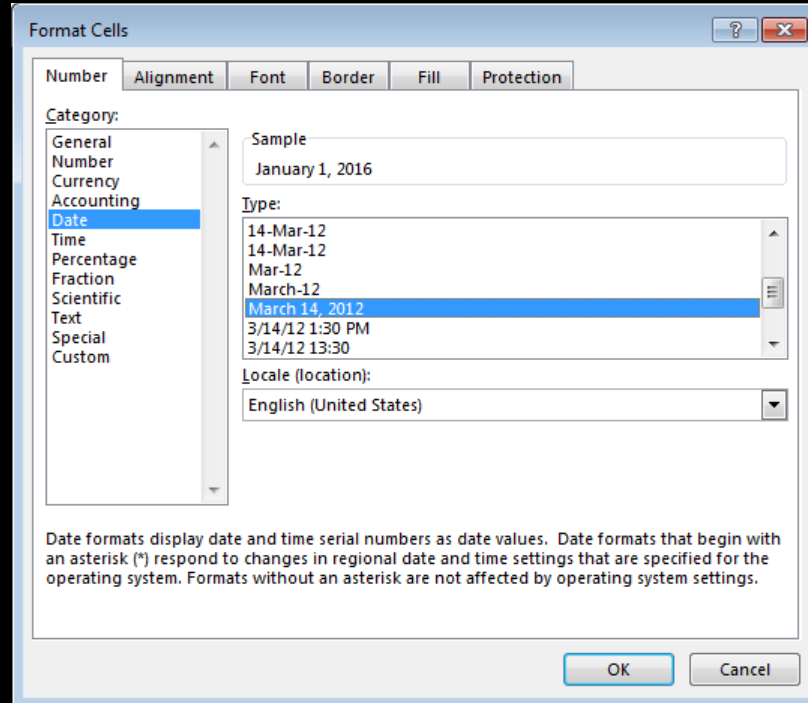 Format Cells
Number Alignment Font Border Fill Protection
Category:
General
Number
Currency
Accounting
Date
Time
Percentage
Fraction
Scientific
Text
Special
Custom
Sample
January 1, 2016
Type:
14-Mar-12
14-Mar-12
Mar-12
March-12
March 14, 2012
3/14/12 1:30 PM
3/14/12 13:30
Locale (location):
English (United States)
Date formats display date and time serial numbers as date values. Date formats that begin with
an asterisk (*) respond to changes in regional date and time settings that are specified for the
operating system. Formats without an asterisk are not affected by operating system settings.
OK Cancel